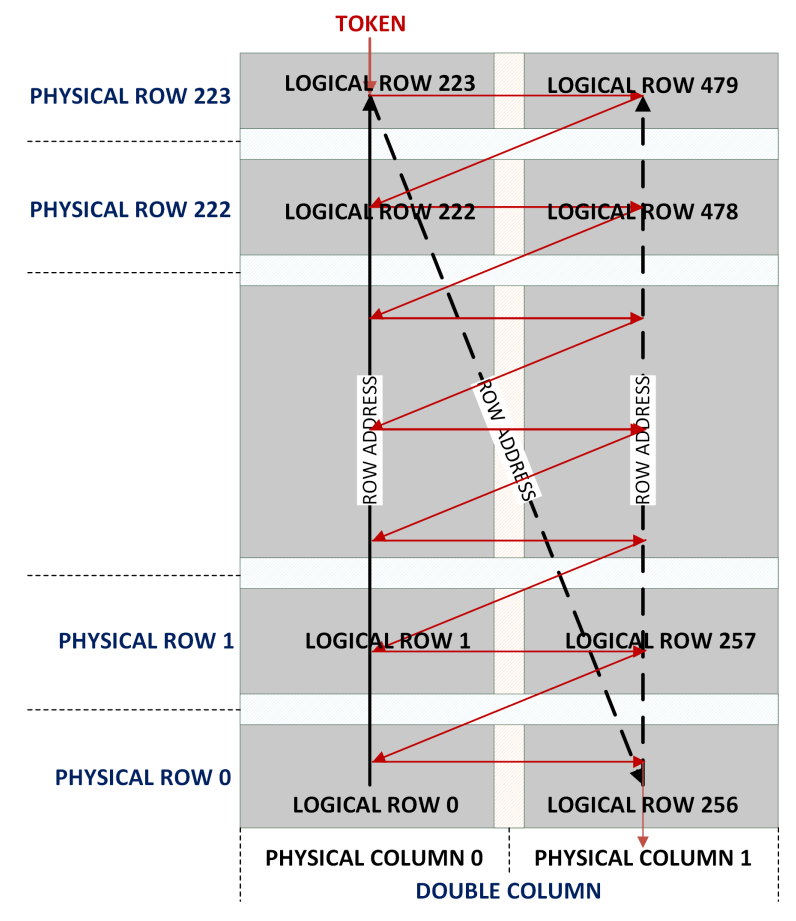 TOKEN
PHYSICAL ROW 223
LOGICAL ROW 223
LOGICAL ROW 479
PHYSICAL ROW 222
LOGICAL ROW 222
LOGICAL ROW 478
ROW ADDRESS
ROW ADDRESS
ROW ADDRESS
PHYSICAL ROW 1
LOGICAL ROW 1
LOGICAL ROW 257
PHYSICAL ROW 0
LOGICAL ROW 0
LOGICAL ROW 256
PHYSICAL COLUMN 0
PHYSICAL COLUMN 1
DOUBLE COLUMN